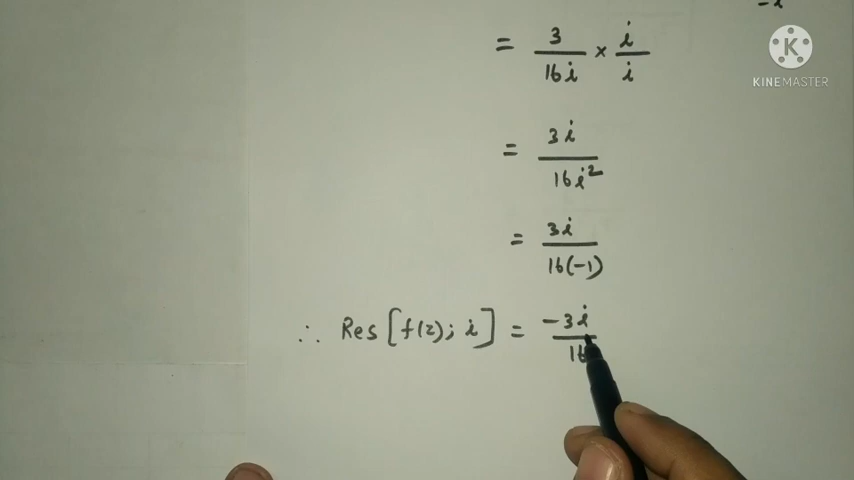 -i
= 3/16i × i/i
K
KINEMASTER
= 3i/16i²
= 3i/16(-1)
∴ Res[f(z); i] = -3i/16